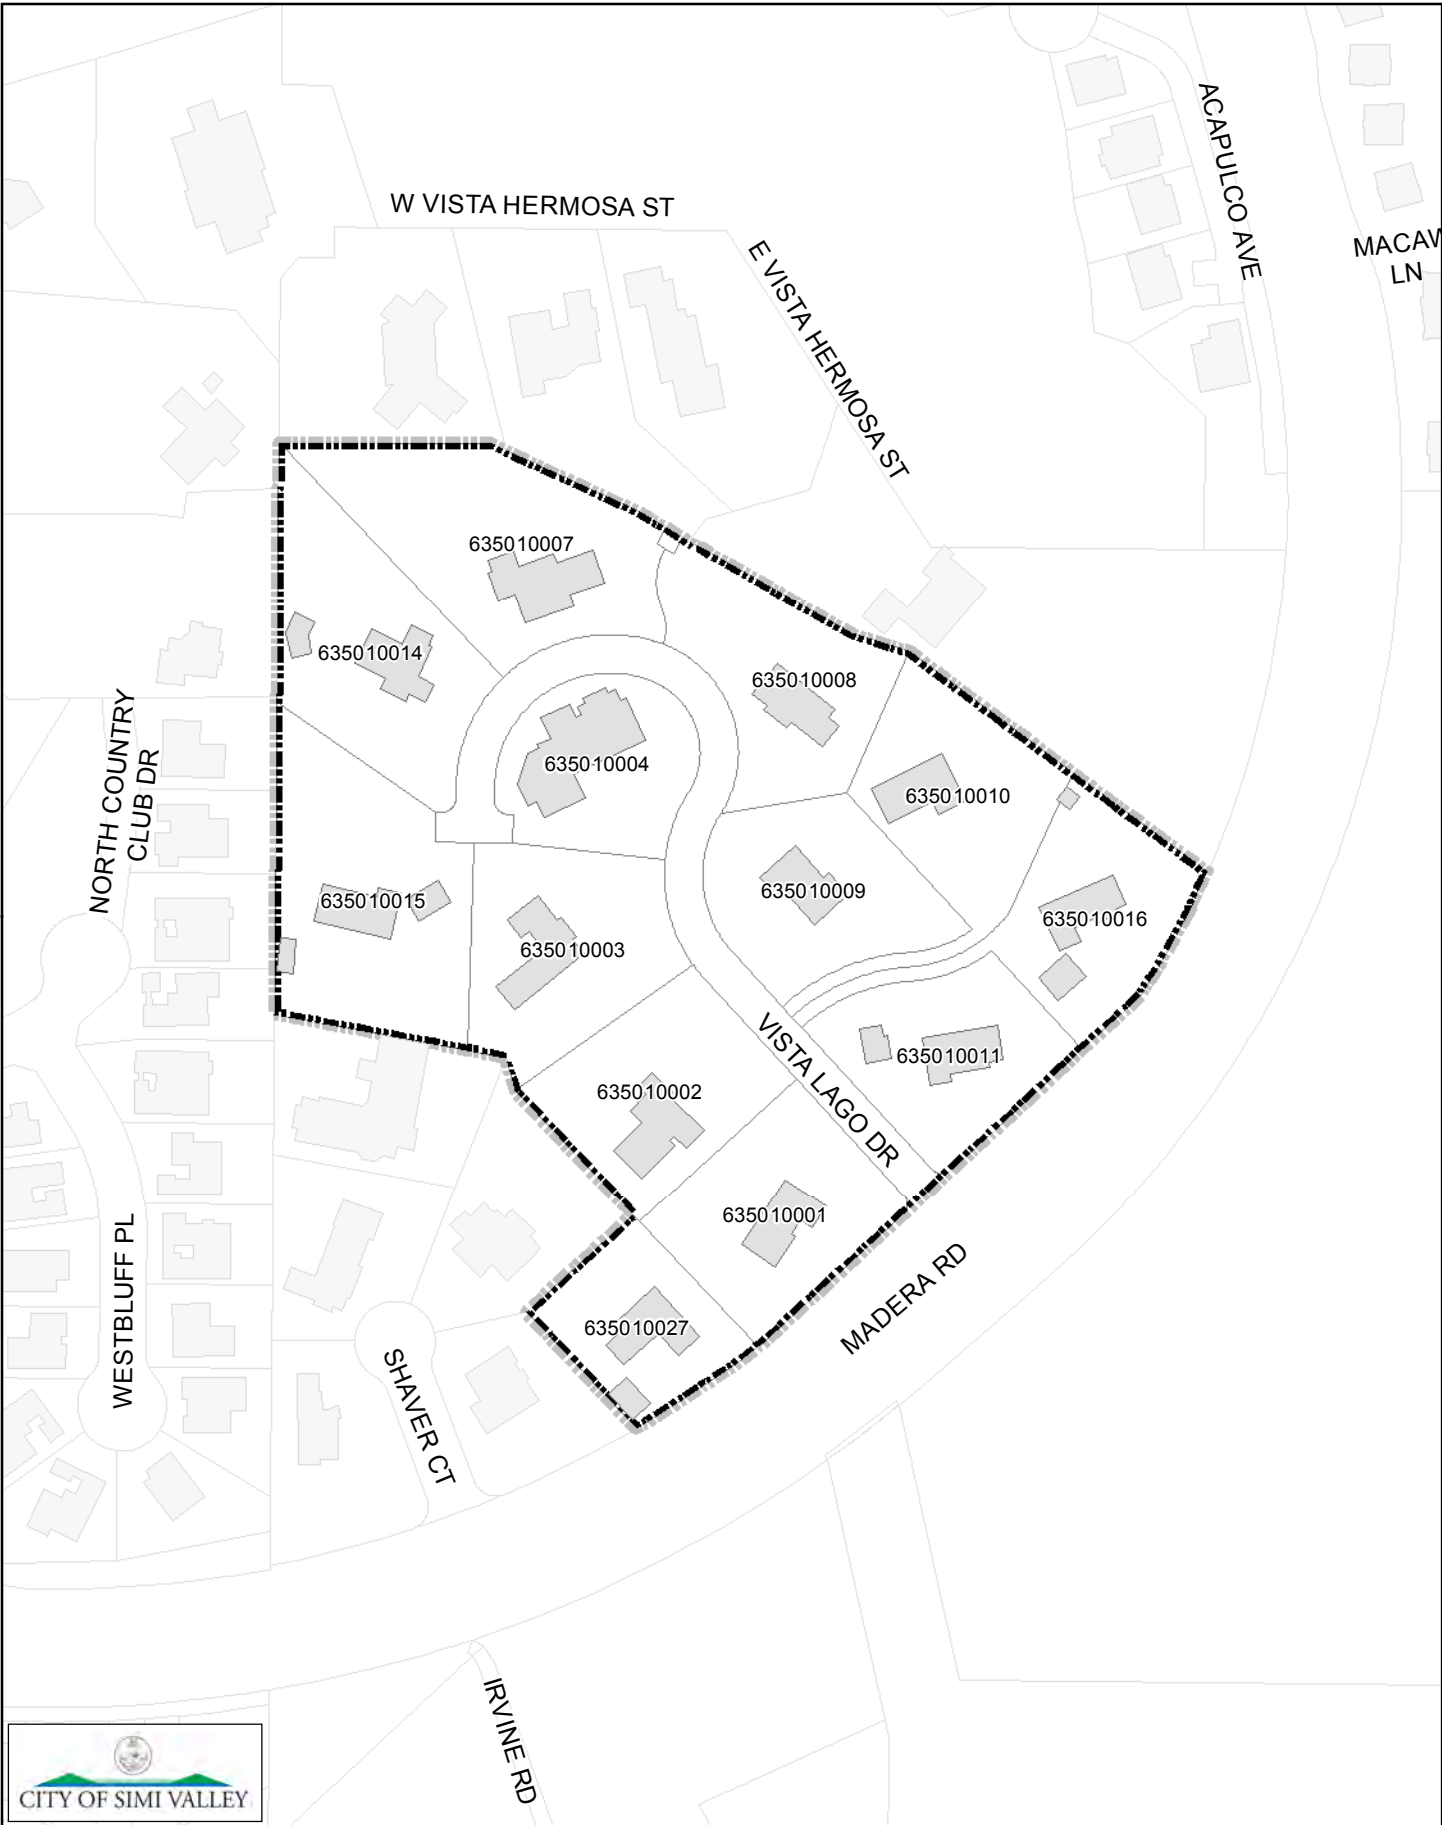 ACAPULCO AVE
W VISTA HERMOSA ST
MACAW
LN
E VISTA HERMOSA ST
635010007
635010014
635010008
635010004
635010010
NORTH COUNTRY
CLUB DR
635010009
635010015
635010016
635010003
VISTA LAGO DR
635010011
635010002
635010001
MADERA RD
WESTBLUFF PL
635010027
SHAVER CT
IRVINE RD
CITY OF SIMI VALLEY